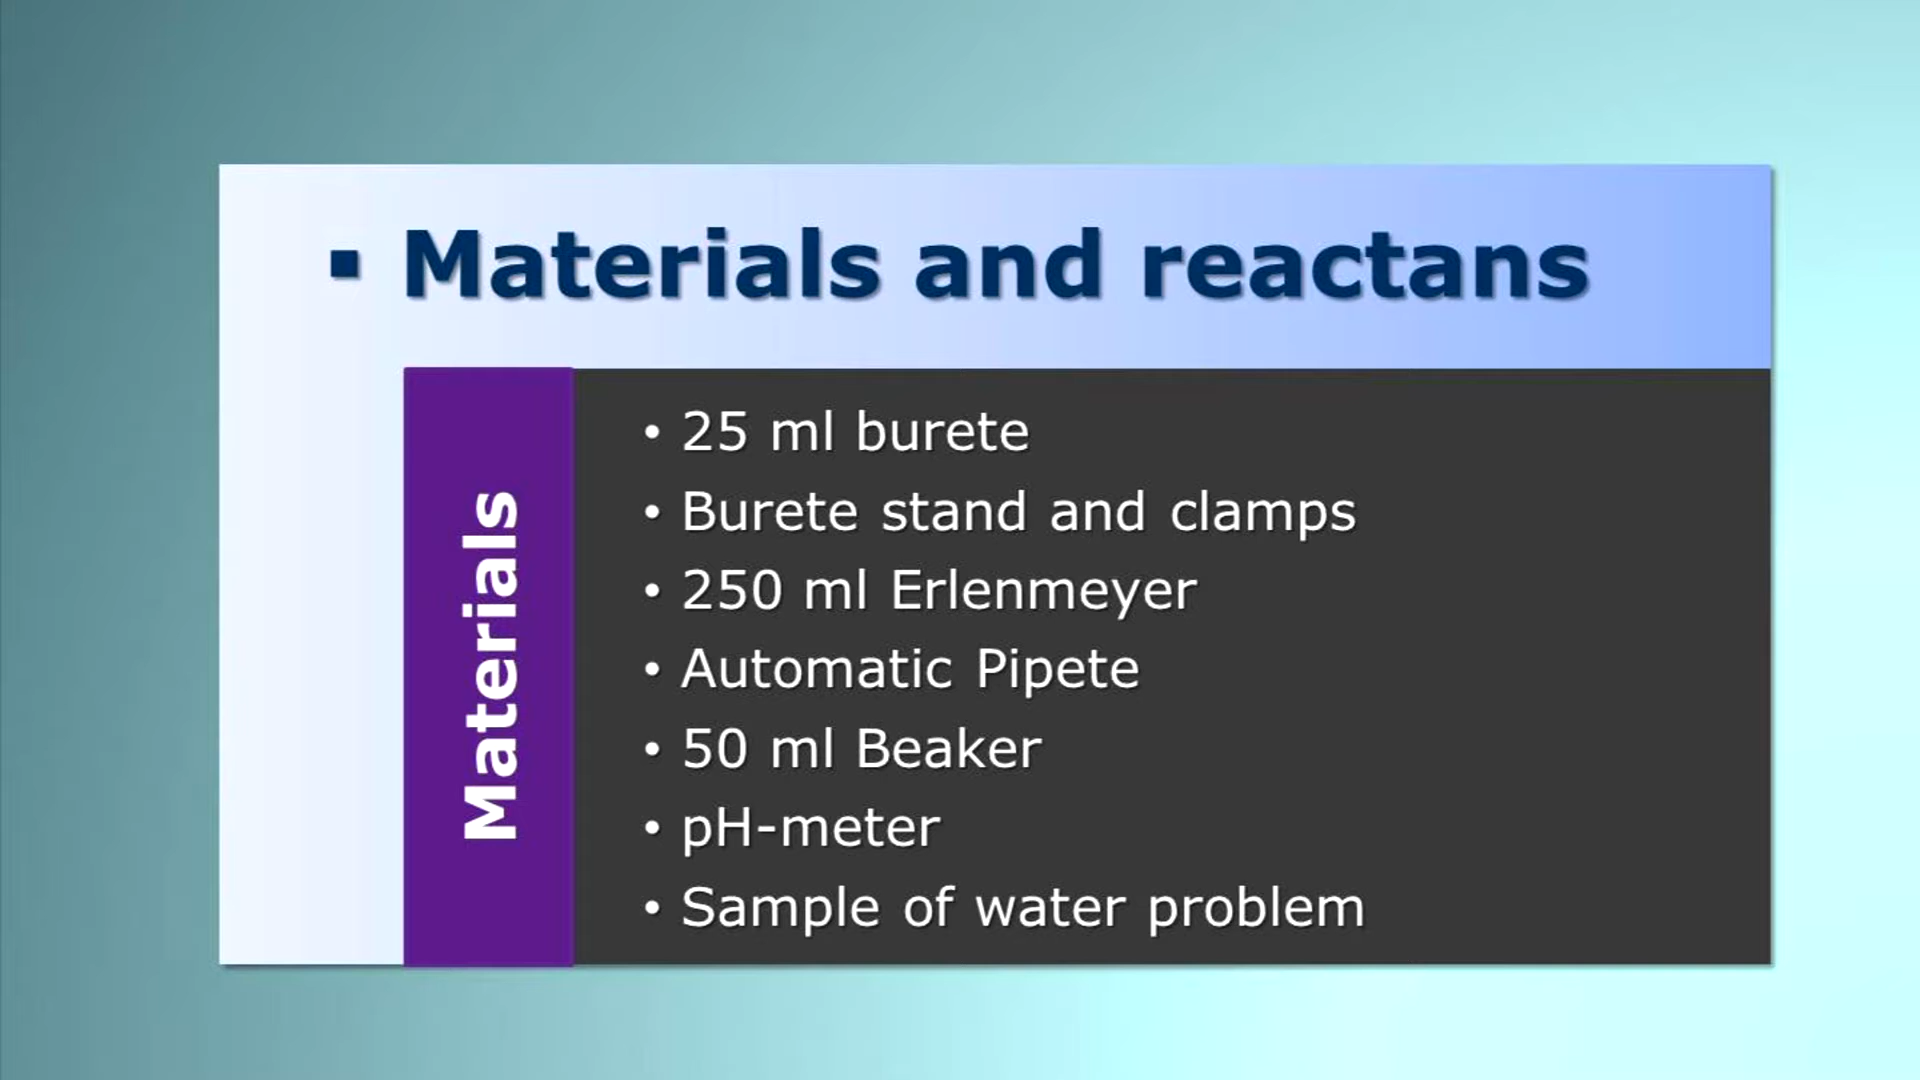 ▪ Materials and reactans
Materials
• 25 ml burete
• Burete stand and clamps
• 250 ml Erlenmeyer
• Automatic Pipete
• 50 ml Beaker
• pH-meter
• Sample of water problem